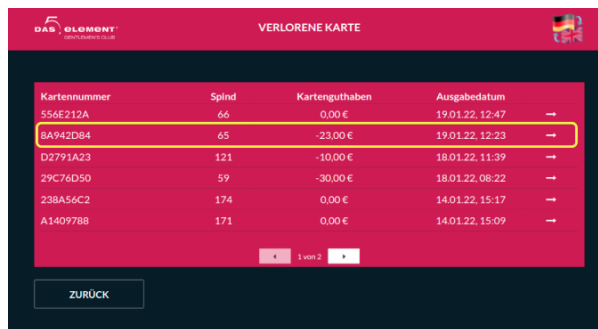 5
DAS element
GENTLEMEN'S CLUB
VERLORENE KARTE
Kartennummer Spind Kartenguthaben Ausgabedatum
556E212A 66 0,00 € 19.01.22, 12:47 →
8A942D84 65 -23,00 € 19.01.22, 12:23 →
D2791A23 121 -10,00 € 18.01.22, 11:39 →
29C76D50 59 -30,00 € 18.01.22, 08:22 →
238A56C2 174 0,00 € 14.01.22, 15:17 →
A1409788 171 0,00 € 14.01.22, 15:09 →
1 von 2
ZURÜCK